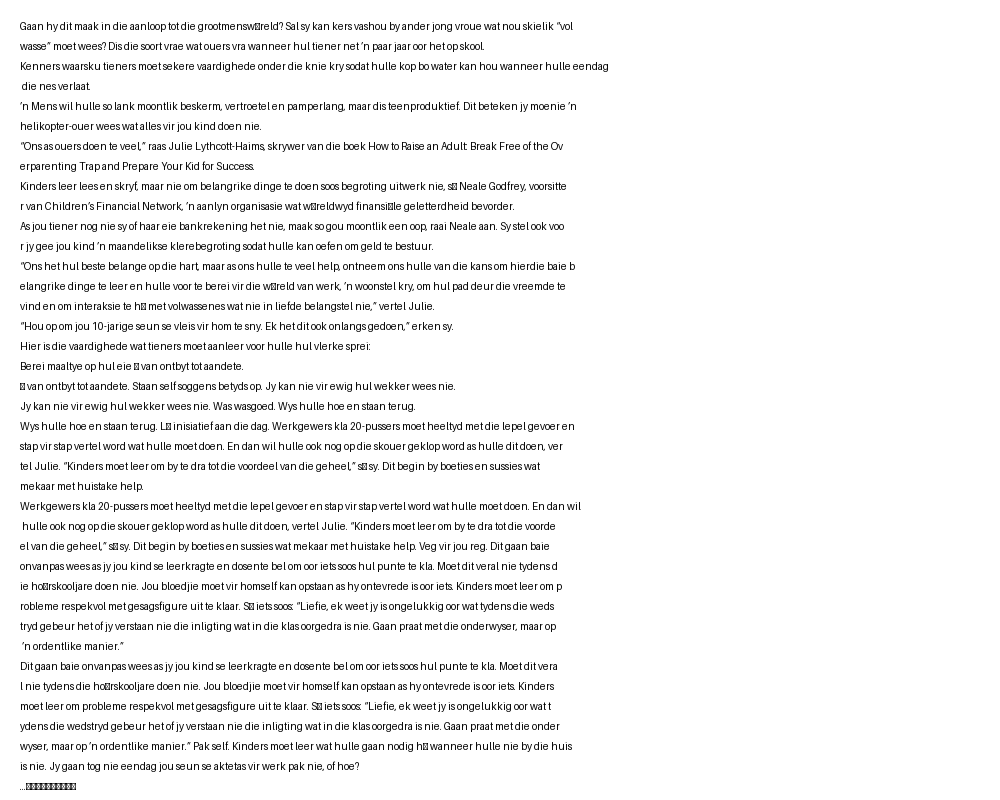 Gaan hy dit maak in die aanloop tot die grootmensw□reld? Sal sy kan kers vashou by ander jong vroue wat nou skielik “vol
wasse” moet wees? Dis die soort vrae wat ouers vra wanneer hul tiener net ’n paar jaar oor het op skool.
Kenners waarsku tieners moet sekere vaardighede onder die knie kry sodat hulle kop bo water kan hou wanneer hulle eendag
die nes verlaat.
’n Mens wil hulle so lank moontlik beskerm, vertroetel en pamperlang, maar dis teenproduktief. Dit beteken jy moenie ’n
helikopter-ouer wees wat alles vir jou kind doen nie.
“Ons as ouers doen te veel,” raas Julie Lythcott-Haims, skrywer van die boek How to Raise an Adult: Break Free of the Ov
erparenting Trap and Prepare Your Kid for Success.
Kinders leer lees en skryf, maar nie om belangrike dinge te doen soos begroting uitwerk nie, s□ Neale Godfrey, voorsitte
r van Children’s Financial Network, ’n aanlyn organisasie wat w□reldwyd finansi□le geletterdheid bevorder.
As jou tiener nog nie sy of haar eie bankrekening het nie, maak so gou moontlik een oop, raai Neale aan. Sy stel ook voo
r jy gee jou kind ’n maandelikse klerebegroting sodat hulle kan oefen om geld te bestuur.
“Ons het hul beste belange op die hart, maar as ons hulle te veel help, ontneem ons hulle van die kans om hierdie baie b
elangrike dinge te leer en hulle voor te berei vir die w□reld van werk, ’n woonstel kry, om hul pad deur die vreemde te
vind en om interaksie te h□ met volwassenes wat nie in liefde belangstel nie,” vertel Julie.
“Hou op om jou 10-jarige seun se vleis vir hom te sny. Ek het dit ook onlangs gedoen,” erken sy.
Hier is die vaardighede wat tieners moet aanleer voor hulle hul vlerke sprei:
Berei maaltye op hul eie □ van ontbyt tot aandete.
□ van ontbyt tot aandete. Staan self soggens betyds op. Jy kan nie vir ewig hul wekker wees nie.
Jy kan nie vir ewig hul wekker wees nie. Was wasgoed. Wys hulle hoe en staan terug.
Wys hulle hoe en staan terug. L□ inisiatief aan die dag. Werkgewers kla 20-pussers moet heeltyd met die lepel gevoer en
stap vir stap vertel word wat hulle moet doen. En dan wil hulle ook nog op die skouer geklop word as hulle dit doen, ver
tel Julie. “Kinders moet leer om by te dra tot die voordeel van die geheel,” s□ sy. Dit begin by boeties en sussies wat
mekaar met huistake help.
Werkgewers kla 20-pussers moet heeltyd met die lepel gevoer en stap vir stap vertel word wat hulle moet doen. En dan wil
hulle ook nog op die skouer geklop word as hulle dit doen, vertel Julie. “Kinders moet leer om by te dra tot die voorde
el van die geheel,” s□ sy. Dit begin by boeties en sussies wat mekaar met huistake help. Veg vir jou reg. Dit gaan baie
onvanpas wees as jy jou kind se leerkragte en dosente bel om oor iets soos hul punte te kla. Moet dit veral nie tydens d
ie ho□rskooljare doen nie. Jou bloedjie moet vir homself kan opstaan as hy ontevrede is oor iets. Kinders moet leer om p
robleme respekvol met gesagsfigure uit te klaar. S□ iets soos: “Liefie, ek weet jy is ongelukkig oor wat tydens die weds
tryd gebeur het of jy verstaan nie die inligting wat in die klas oorgedra is nie. Gaan praat met die onderwyser, maar op
’n ordentlike manier.”
Dit gaan baie onvanpas wees as jy jou kind se leerkragte en dosente bel om oor iets soos hul punte te kla. Moet dit vera
l nie tydens die ho□rskooljare doen nie. Jou bloedjie moet vir homself kan opstaan as hy ontevrede is oor iets. Kinders
moet leer om probleme respekvol met gesagsfigure uit te klaar. S□ iets soos: “Liefie, ek weet jy is ongelukkig oor wat t
ydens die wedstryd gebeur het of jy verstaan nie die inligting wat in die klas oorgedra is nie. Gaan praat met die onder
wyser, maar op ’n ordentlike manier.” Pak self. Kinders moet leer wat hulle gaan nodig h□ wanneer hulle nie by die huis
is nie. Jy gaan tog nie eendag jou seun se aktetas vir werk pak nie, of hoe?
...□□□□□□□□□□